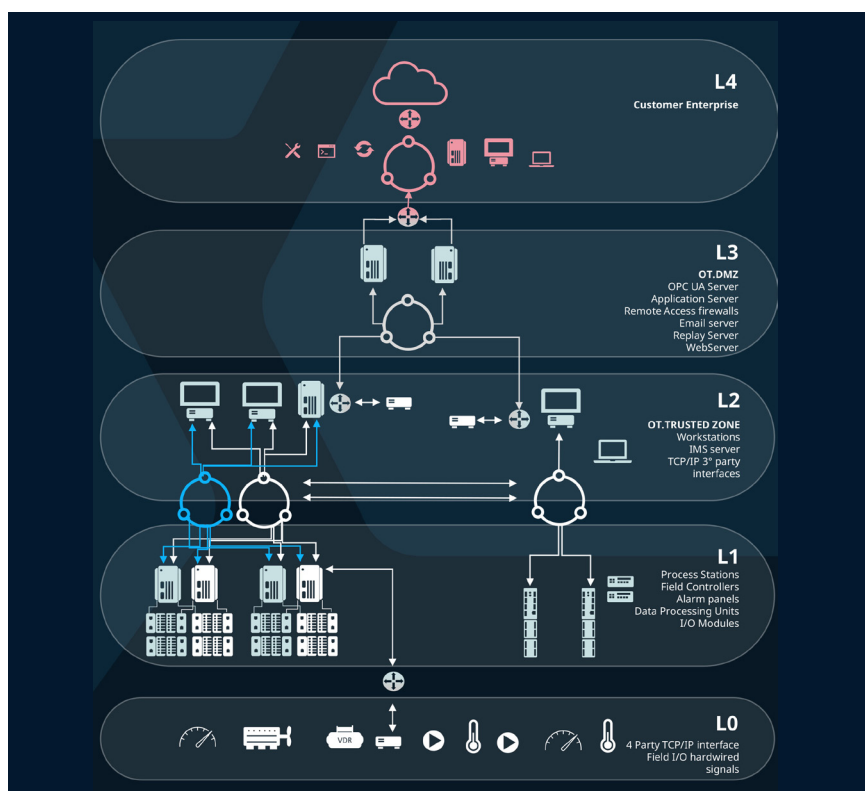 L4
Customer Enterprise
L3
OT.DMZ
OPC UA Server
Application Server
Remote Access firewalls
Email server
Replay Server
WebServer
L2
OT.TRUSTED ZONE
Workstations
IMS server
TCP/IP 3° party
interfaces
L1
Process Stations
Field Controllers
Alarm panels
Data Processing Units
I/O Modules
L0
VDR
4 Party TCP/IP interface
Field I/O hardwired
signals